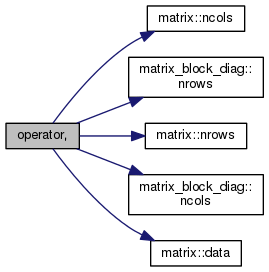 matrix::ncols
matrix_block_diag::
nrows
operator,
matrix::nrows
matrix_block_diag::
ncols
matrix::data